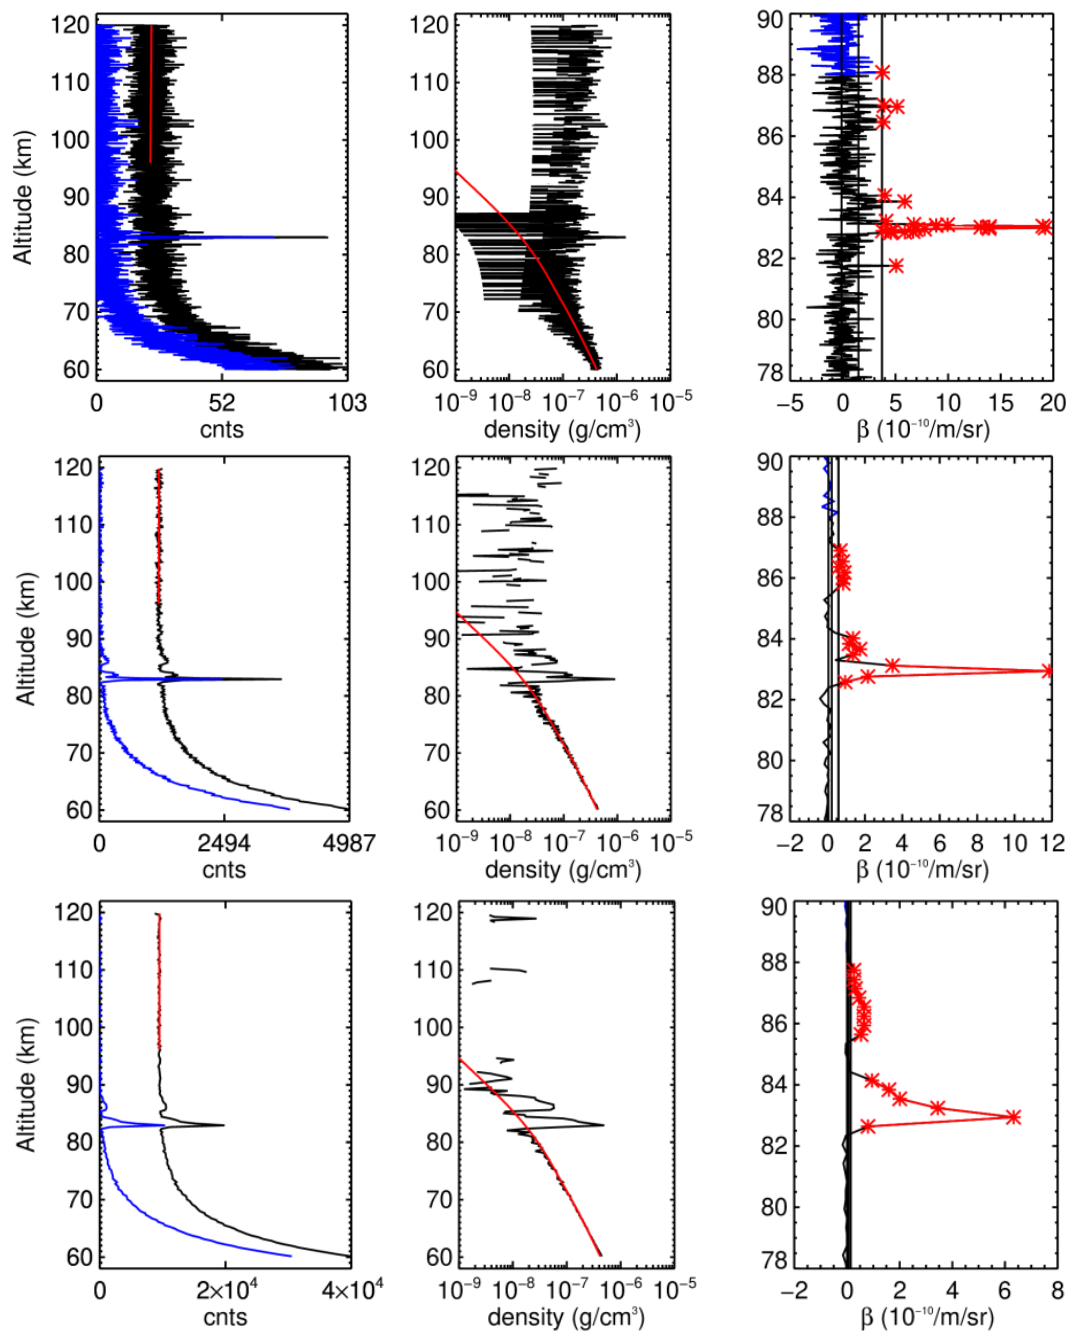 120 120 90
110 110 88
100 100 86
90 90 84
80 80 82
70 70 80
60 60 78
Altitude (km)
0 52 103 10⁻⁹ 10⁻⁸ 10⁻⁷ 10⁻⁶ 10⁻⁵ −5 0 5 10 15 20
cnts density (g/cm³) β (10⁻¹⁰/m/sr)
120 120 90
110 110 88
100 100 86
90 90 84
80 80 82
70 70 80
60 60 78
Altitude (km)
0 2494 4987 10⁻⁹ 10⁻⁸ 10⁻⁷ 10⁻⁶ 10⁻⁵ −2 0 2 4 6 8 10 12
cnts density (g/cm³) β (10⁻¹⁰/m/sr)
120 120 90
110 110 88
100 100 86
90 90 84
80 80 82
70 70 80
60 60 78
Altitude (km)
0 2×10⁴ 4×10⁴ 10⁻⁹ 10⁻⁸ 10⁻⁷ 10⁻⁶ 10⁻⁵ −2 0 2 4 6 8
cnts density (g/cm³) β (10⁻¹⁰/m/sr)